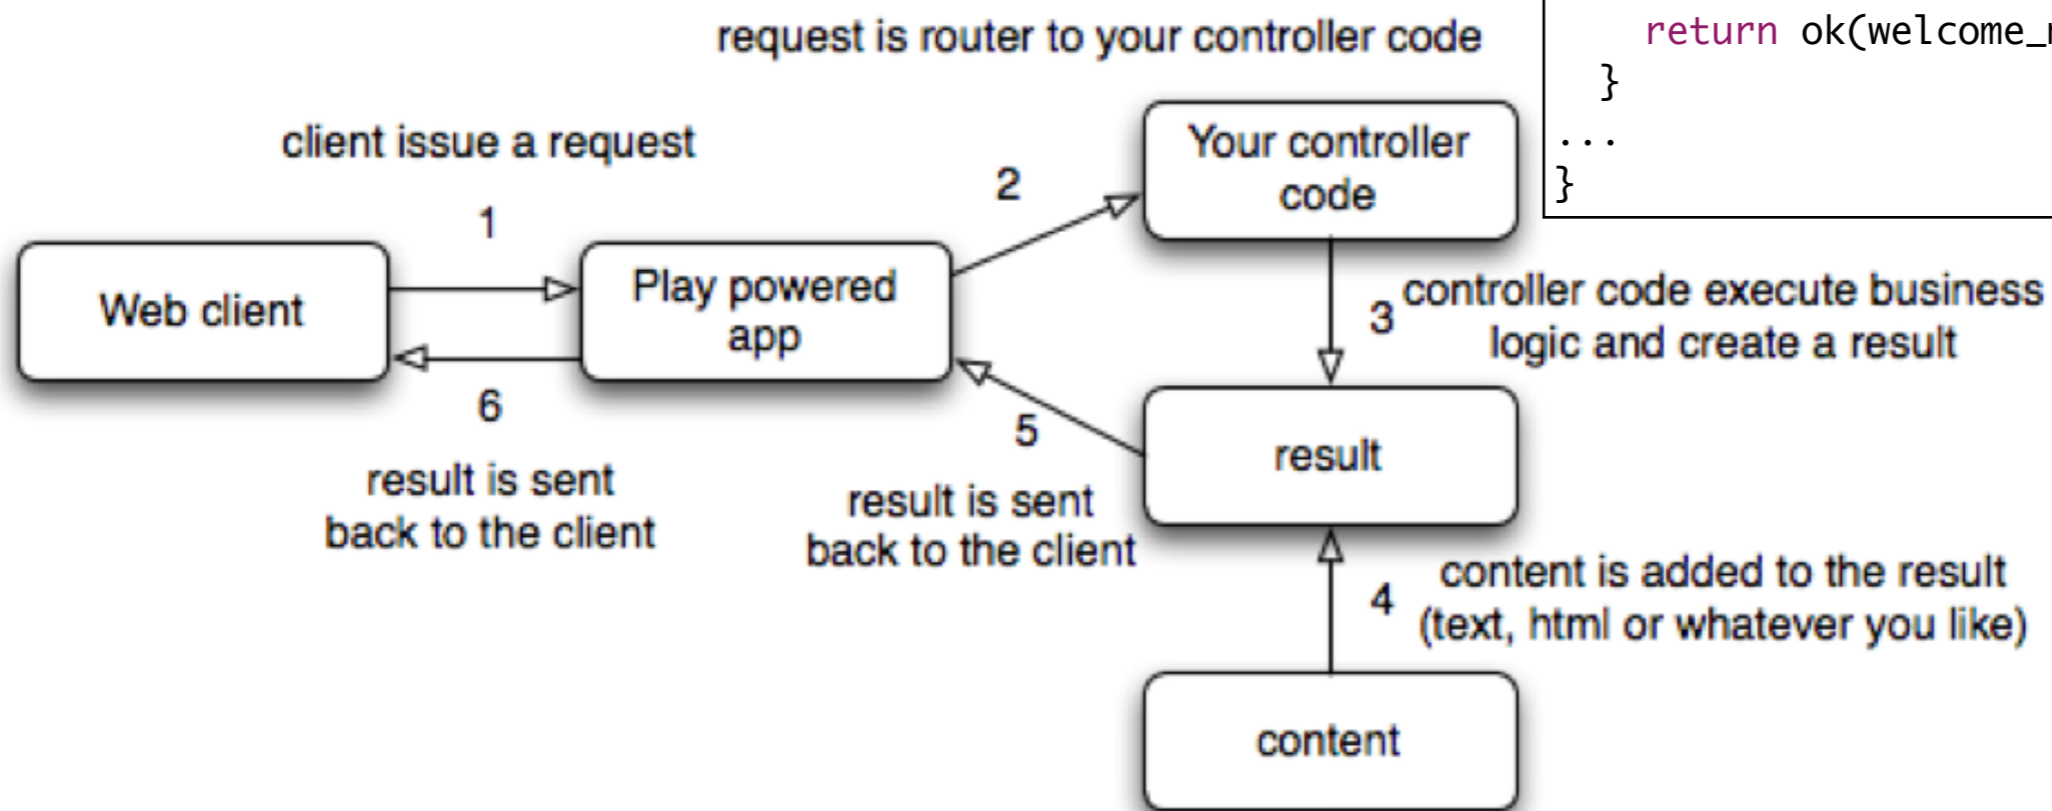 request is router to your controller code
return ok(welcome_
}
...
}
client issue a request
1
2
Your controller
code
Web client
Play powered
app
3
controller code execute business
logic and create a result
6
5
result
result is sent
back to the client
result is sent
back to the client
4
content is added to the result
(text, html or whatever you like)
content